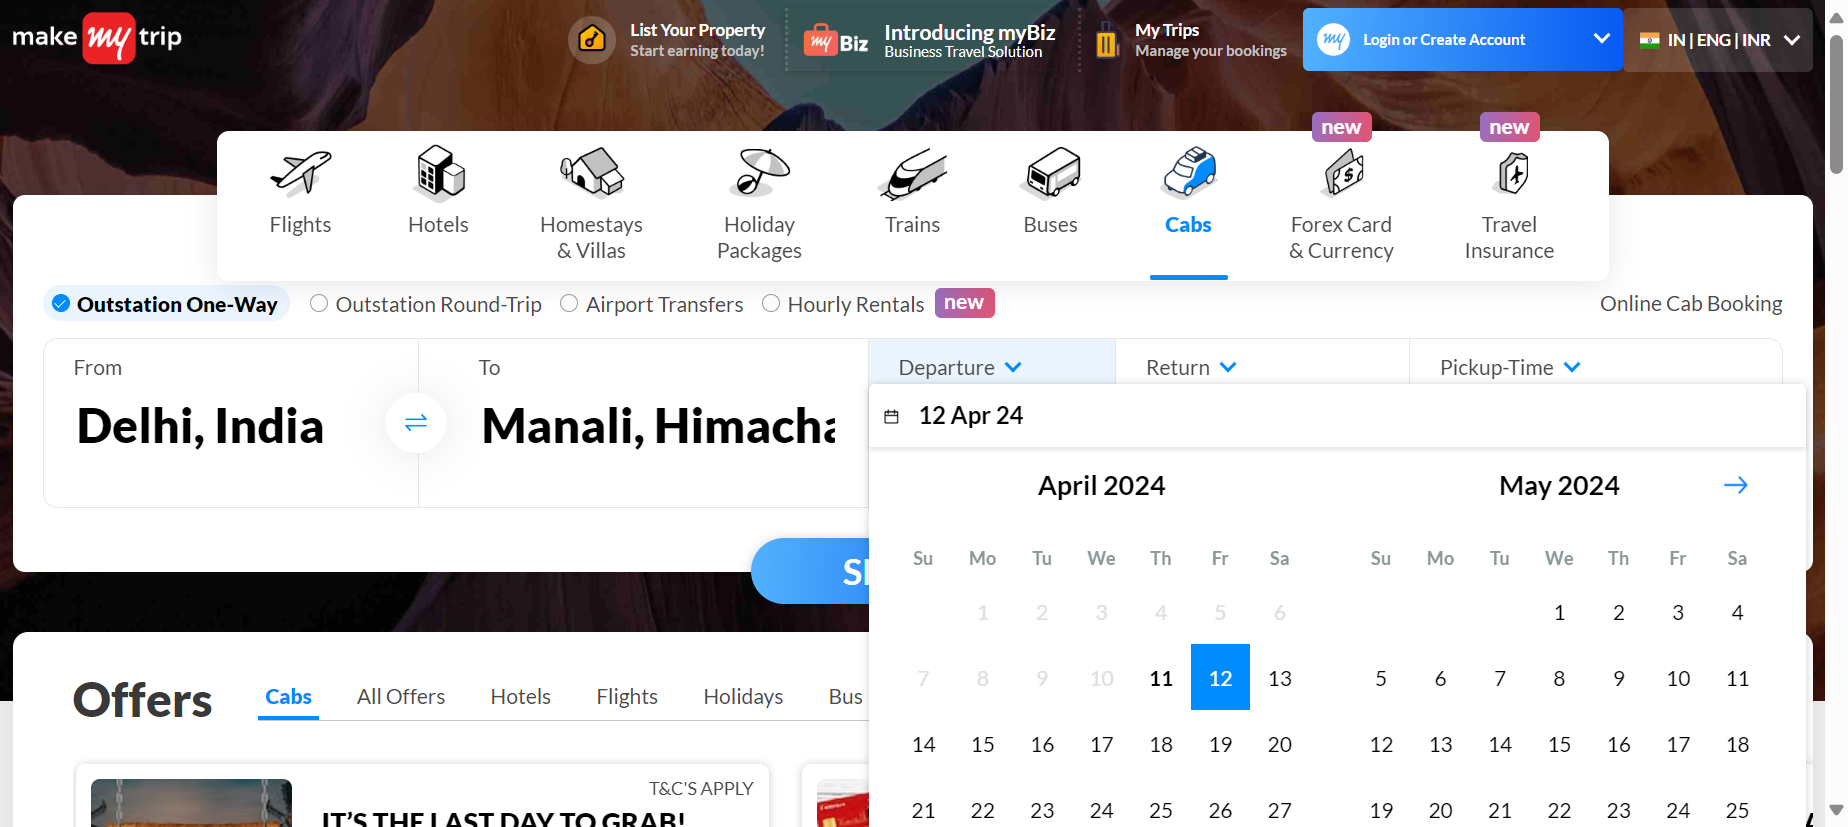 make my trip
List Your Property
Start earning today!
my Biz
Introducing myBiz
Business Travel Solution
My Trips
Manage your bookings
my Login or Create Account
IN | ENG | INR
new
new
Flights
Hotels
Homestays
& Villas
Holiday
Packages
Trains
Buses
Cabs
Forex Card
& Currency
Travel
Insurance
Outstation One-Way
Outstation Round-Trip
Airport Transfers
Hourly Rentals
new
Online Cab Booking
From
Delhi, India
To
Manali, Himacha
Departure
Return
Pickup-Time
12 Apr 24
April 2024
Su Mo Tu We Th Fr Sa
1 2 3 4 5 6
7 8 9 10 11 12 13
14 15 16 17 18 19 20
21 22 23 24 25 26 27
May 2024
Su Mo Tu We Th Fr Sa
1 2 3 4
5 6 7 8 9 10 11
12 13 14 15 16 17 18
19 20 21 22 23 24 25
Offers
Cabs
All Offers
Hotels
Flights
Holidays
Bus
T&C'S APPLY
IT'S THE LAST DAY TO GRAB!